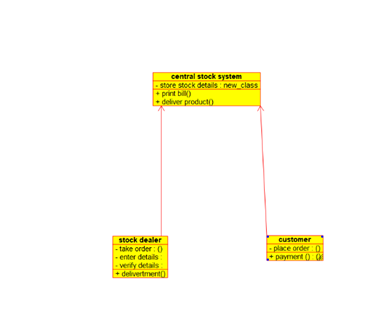 central stock system
- store stock details : new_class
+ print bill()
+ deliver product()
stock dealer
- take order : ()
- enter details :
- verify details :
+ delivertment()
customer
- place order : ()
+ payment () ()